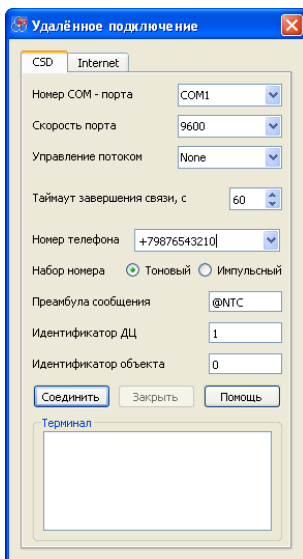 Удалённое подключение
CSD Internet
Номер COM - порта COM1
Скорость порта 9600
Управление потоком None
Таймаут завершения связи, с 60
Номер телефона +79876543210
Набор номера Тоновый Импульсный
Преамбула сообщения @NTC
Идентификатор ДЦ 1
Идентификатор объекта 0
Соединить Закрыть Помощь
Терминал